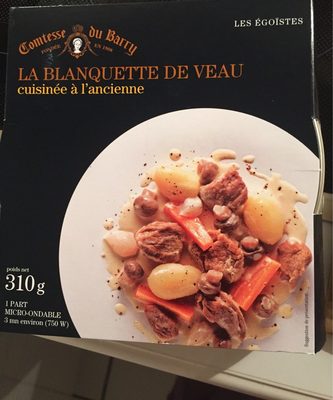 LES ÉGOÏSTES
Comtesse du Barry
FONDÉE EN 1908
LA BLANQUETTE DE VEAU
cuisinée à l'ancienne
poids net
310g
1 PART
MICRO-ONDABLE
3 mn environ (750 W)
Suggestion de présentation